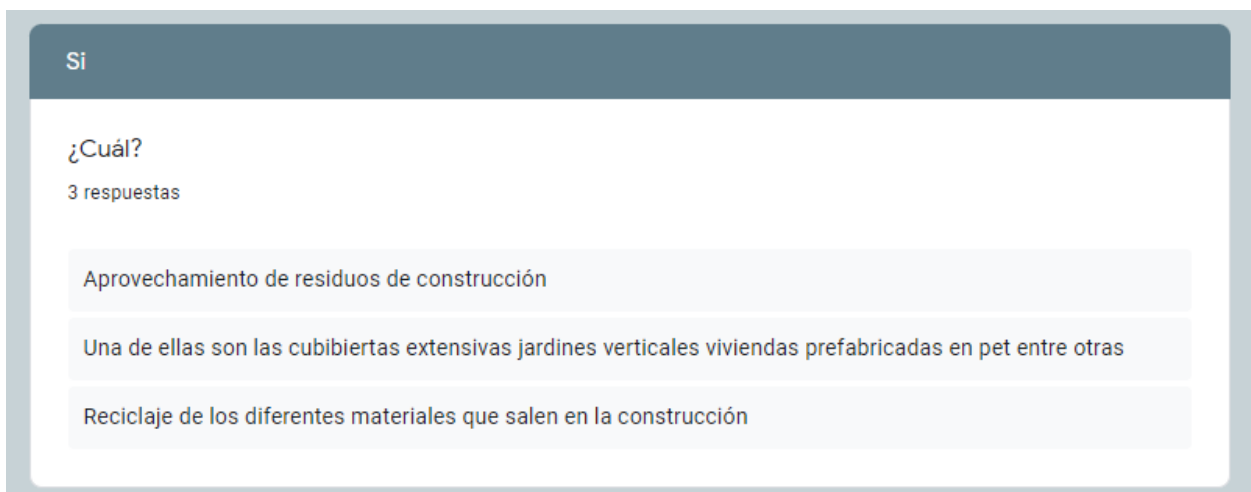 Si
¿Cuál?
3 respuestas
Aprovechamiento de residuos de construcción
Una de ellas son las cubibiertas extensivas jardines verticales viviendas prefabricadas en pet entre otras
Reciclaje de los diferentes materiales que salen en la construcción